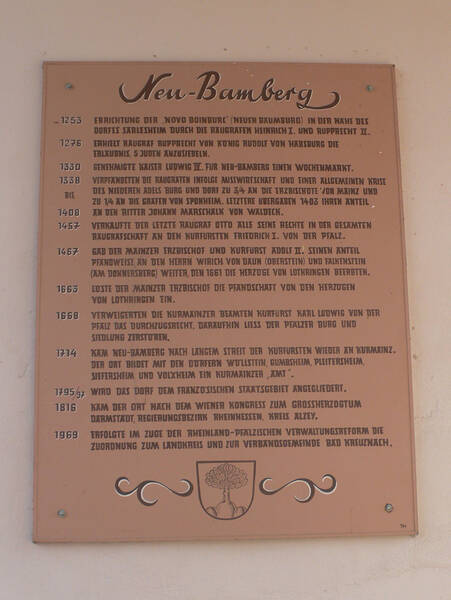 Neu-Bamberg
um 1253 ERRICHTUNG DER „NOVO BOINBURC" (NEUEN BAUMBURG) IN DER NÄHE DES
DORFES SARLESHEIM DURCH DIE RAUGRAFEN HEINRICH I. UND RUPPRECHT II.
1276 ERHIELT RAUGRAF RUPPRECHT VON KÖNIG RUDOLF VON HABSBURG DIE
ERLAUBNIS, 5 JUDEN ANZUSIEDELN.
1330 GENEHMIGTE KAISER LUDWIG IV. FÜR NEU-BAMBERG EINEN WOCHENMARKT.
1338 VERPFÄNDETEN DIE RAUGRAFEN INFOLGE MISSWIRTSCHAFT UND EINER ALLGEMEINEN KRISE
BIS DES NIEDEREN ADELS BURG UND DORF ZU 3/4 AN DIE ERZBISCHÖFE VON MAINZ UND
ZU 1/4 AN DIE GRAFEN VON SPONHEIM. LETZTERE ÜBERGABEN 1403 IHREN ANTEIL
1408 AN DEN RITTER JOHANN MARSCHALK VON WALDECK.
1457 VERKAUFTE DER LETZTE RAUGRAF OTTO ALLE SEINE RECHTE IN DER GESAMTEN
RAUGRAFSCHAFT AN DEN KURFÜRSTEN FRIEDRICH I. VON DER PFALZ.
1467 GAB DER MAINZER ERZBISCHOF UND KURFÜRST ADOLF II. SEINEN ANTEIL
PFANDWEISE AN DEN HERRN WIRICH VON DAUN (OBERSTEIN) UND FALKENSTEIN
(AM DONNERSBERG) WEITER, DEN 1661 DIE HERZÖGE VON LOTHRINGEN BEERBTEN.
1663 LÖSTE DER MAINZER ERZBISCHOF DIE PFANDSCHAFT VON DEN HERZÖGEN
VON LOTHRINGEN EIN.
1668 VERWEIGERTEN DIE KURMAINZER BEAMTEN KURFÜRST KARL LUDWIG VON DER
PFALZ DAS DURCHZUGSRECHT, DARAUFHIN LIESS DER PFÄLZER BURG UND
SIEDLUNG ZERSTÖREN.
1714 KAM NEU-BAMBERG NACH LANGEM STREIT DER KURFÜRSTEN WIEDER AN KURMAINZ.
DER ORT BILDET MIT DEN DÖRFERN WÖLLSTEIN, GUMBSHEIM, PLEITERSHEIM,
SIEFERSHEIM UND VOLXHEIM EIN KURMAINZER „AMT".
1795/97 WIRD DAS DORF DEM FRANZÖSISCHEN STAATSGEBIET ANGEGLIEDERT.
1816 KAM DER ORT NACH DEM WIENER KONGRESS ZUM GROSSHERZOGTUM
DARMSTADT, REGIERUNGSBEZIRK RHEINHESSEN, KREIS ALZEY.
1969 ERFOLGTE IM ZUGE DER RHEINLAND-PFÄLZISCHEN VERWALTUNGSREFORM DIE
ZUORDNUNG ZUM LANDKREIS UND ZUR VERBANDSGEMEINDE BAD KREUZNACH.